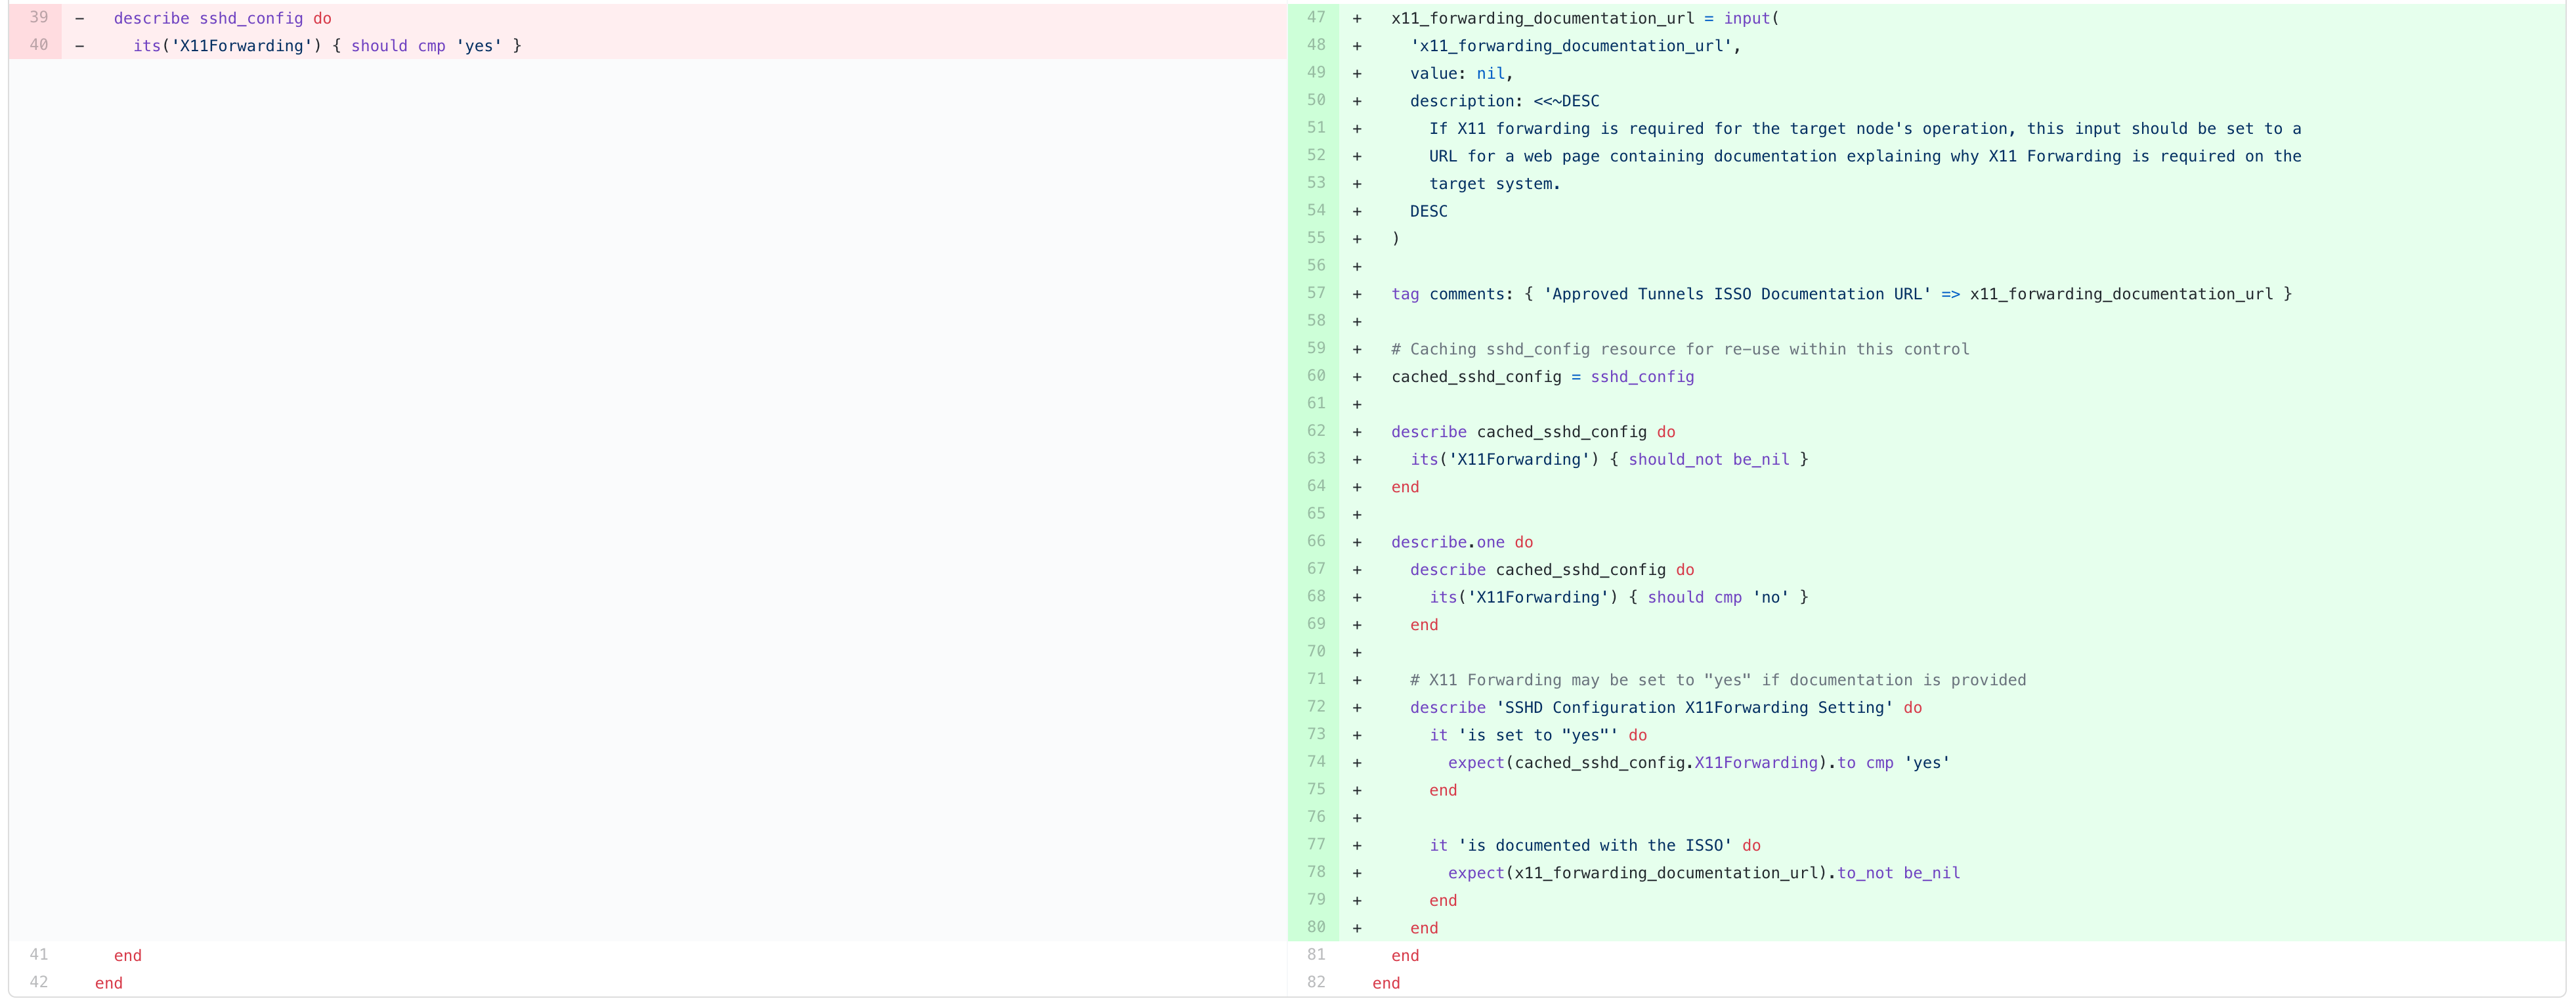 39 -   describe sshd_config do
40 -     its('X11Forwarding') { should cmp 'yes' }
41     end
42   end
47 +   x11_forwarding_documentation_url = input(
48 +     'x11_forwarding_documentation_url',
49 +     value: nil,
50 +     description: <<~DESC
51 +       If X11 forwarding is required for the target node's operation, this input should be set to a
52 +       URL for a web page containing documentation explaining why X11 Forwarding is required on the
53 +       target system.
54 +     DESC
55 +   )
56 +
57 +   tag comments: { 'Approved Tunnels ISSO Documentation URL' => x11_forwarding_documentation_url }
58 +
59 +   # Caching sshd_config resource for re-use within this control
60 +   cached_sshd_config = sshd_config
61 +
62 +   describe cached_sshd_config do
63 +     its('X11Forwarding') { should_not be_nil }
64 +   end
65 +
66 +   describe.one do
67 +     describe cached_sshd_config do
68 +       its('X11Forwarding') { should cmp 'no' }
69 +     end
70 +
71 +     # X11 Forwarding may be set to "yes" if documentation is provided
72 +     describe 'SSHD Configuration X11Forwarding Setting' do
73 +       it 'is set to "yes"' do
74 +         expect(cached_sshd_config.X11Forwarding).to cmp 'yes'
75 +       end
76 +
77 +       it 'is documented with the ISSO' do
78 +         expect(x11_forwarding_documentation_url).to_not be_nil
79 +       end
80 +     end
81     end
82   end